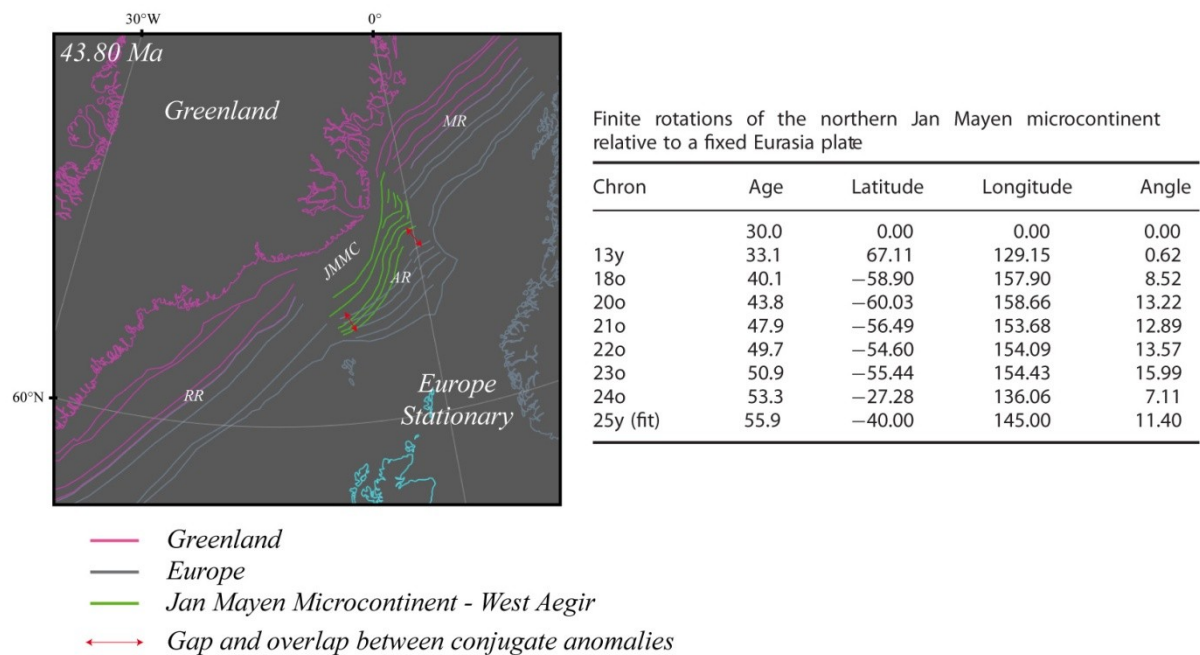 30°W
0°
43.80 Ma
Greenland
MR
JMMC
AR
RR
60°N
Europe
Stationary
Greenland
Europe
Jan Mayen Microcontinent - West Aegir
Gap and overlap between conjugate anomalies
Finite rotations of the northern Jan Mayen microcontinent
relative to a fixed Eurasia plate
Chron Age Latitude Longitude Angle
30.0 0.00 0.00 0.00
13y 33.1 67.11 129.15 0.62
18o 40.1 −58.90 157.90 8.52
20o 43.8 −60.03 158.66 13.22
21o 47.9 −56.49 153.68 12.89
22o 49.7 −54.60 154.09 13.57
23o 50.9 −55.44 154.43 15.99
24o 53.3 −27.28 136.06 7.11
25y (fit) 55.9 −40.00 145.00 11.40